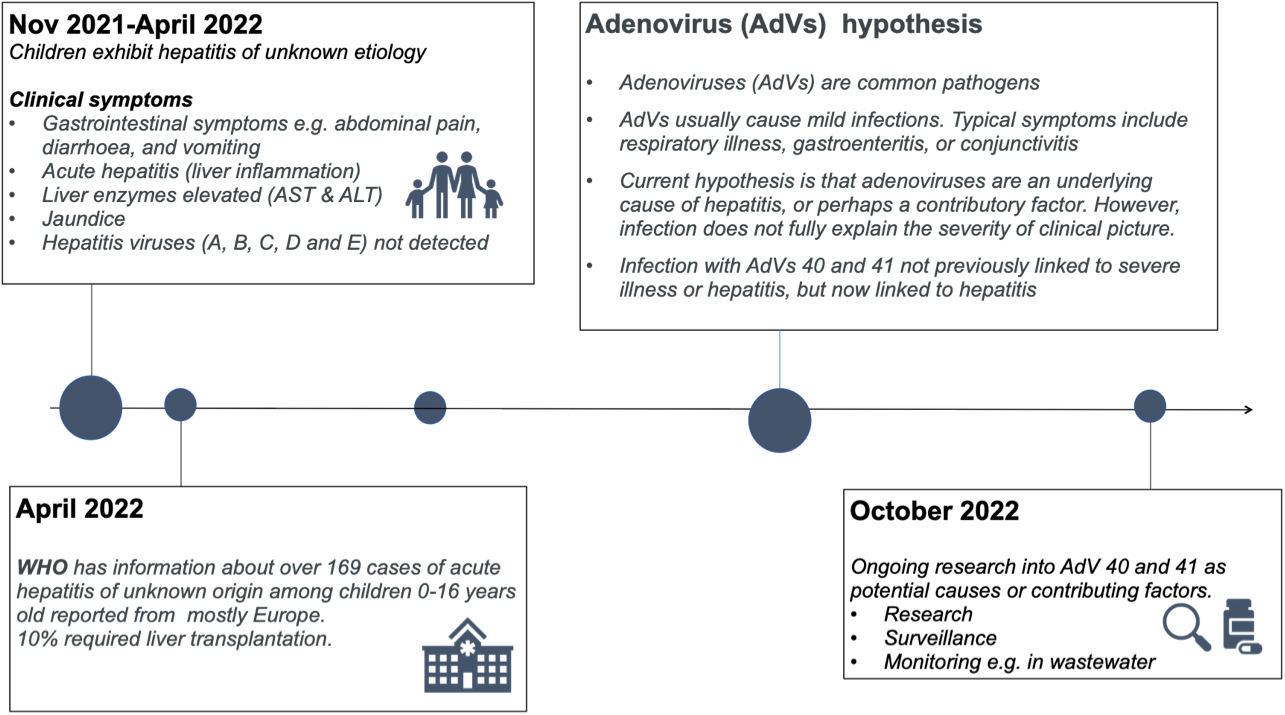 Nov 2021-April 2022
Children exhibit hepatitis of unknown etiology
Clinical symptoms
• Gastrointestinal symptoms e.g. abdominal pain,
diarrhoea, and vomiting
• Acute hepatitis (liver inflammation)
• Liver enzymes elevated (AST & ALT)
• Jaundice
• Hepatitis viruses (A, B, C, D and E) not detected
Adenovirus (AdVs) hypothesis
• Adenoviruses (AdVs) are common pathogens
• AdVs usually cause mild infections. Typical symptoms include
respiratory illness, gastroenteritis, or conjunctivitis
• Current hypothesis is that adenoviruses are an underlying
cause of hepatitis, or perhaps a contributory factor. However,
infection does not fully explain the severity of clinical picture.
• Infection with AdVs 40 and 41 not previously linked to severe
illness or hepatitis, but now linked to hepatitis
April 2022
WHO has information about over 169 cases of acute
hepatitis of unknown origin among children 0-16 years
old reported from mostly Europe.
10% required liver transplantation.
October 2022
Ongoing research into AdV 40 and 41 as
potential causes or contributing factors.
• Research
• Surveillance
• Monitoring e.g. in wastewater